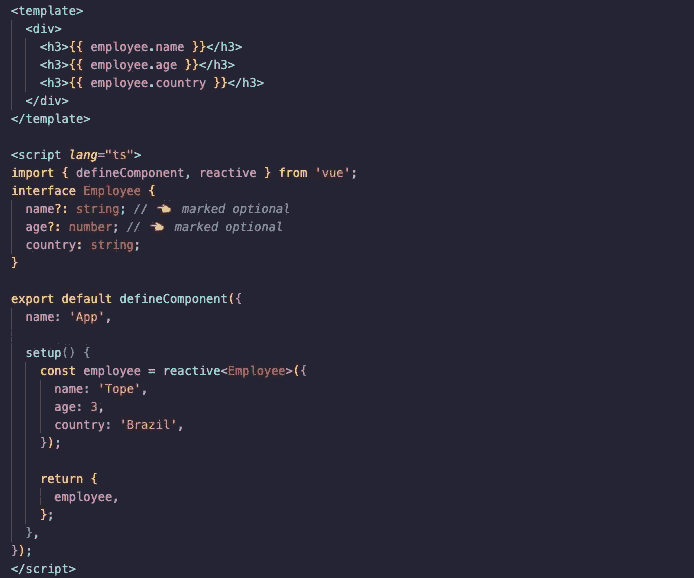 <template>
  <div>
    <h3>{{ employee.name }}</h3>
    <h3>{{ employee.age }}</h3>
    <h3>{{ employee.country }}</h3>
  </div>
</template>

<script lang="ts">
import { defineComponent, reactive } from 'vue';
interface Employee {
  name?: string; // 👈🏼 marked optional
  age?: number; // 👈🏼 marked optional
  country: string;
}

export default defineComponent({
  name: 'App',

  setup() {
    const employee = reactive<Employee>({
      name: 'Tope',
      age: 3,
      country: 'Brazil',
    });

    return {
      employee,
    };
  },
});
</script>